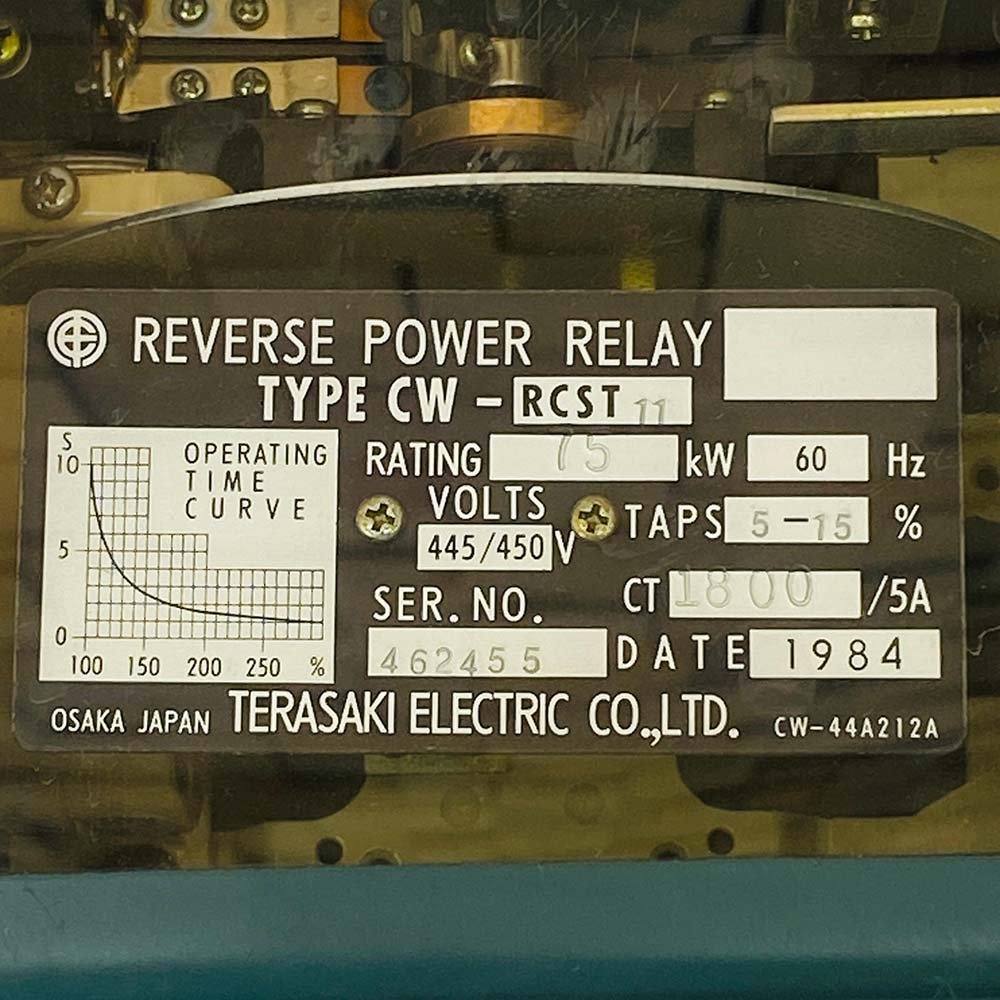 REVERSE POWER RELAY
TYPE CW - RCST 11
RATING 75 kW 60 Hz
VOLTS
445/450 V
TAPS 5-15 %
SER. NO.
462455
CT 1800 /5A
DATE 1984
S
10
5
0
100 150 200 250 %
OPERATING
TIME
CURVE
OSAKA JAPAN TERASAKI ELECTRIC CO.,LTD. CW-44A212A